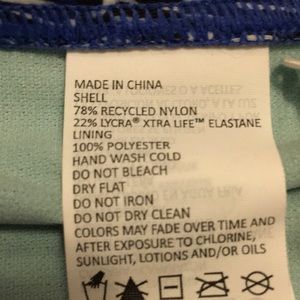 MADE IN CHINA
SHELL
78% RECYCLED NYLON
22% LYCRA® XTRA LIFE™ ELASTANE
LINING
100% POLYESTER
HAND WASH COLD
DO NOT BLEACH
DRY FLAT
DO NOT IRON
DO NOT DRY CLEAN
COLORS MAY FADE OVER TIME AND
AFTER EXPOSURE TO CHLORINE,
SUNLIGHT, LOTIONS AND/OR OILS